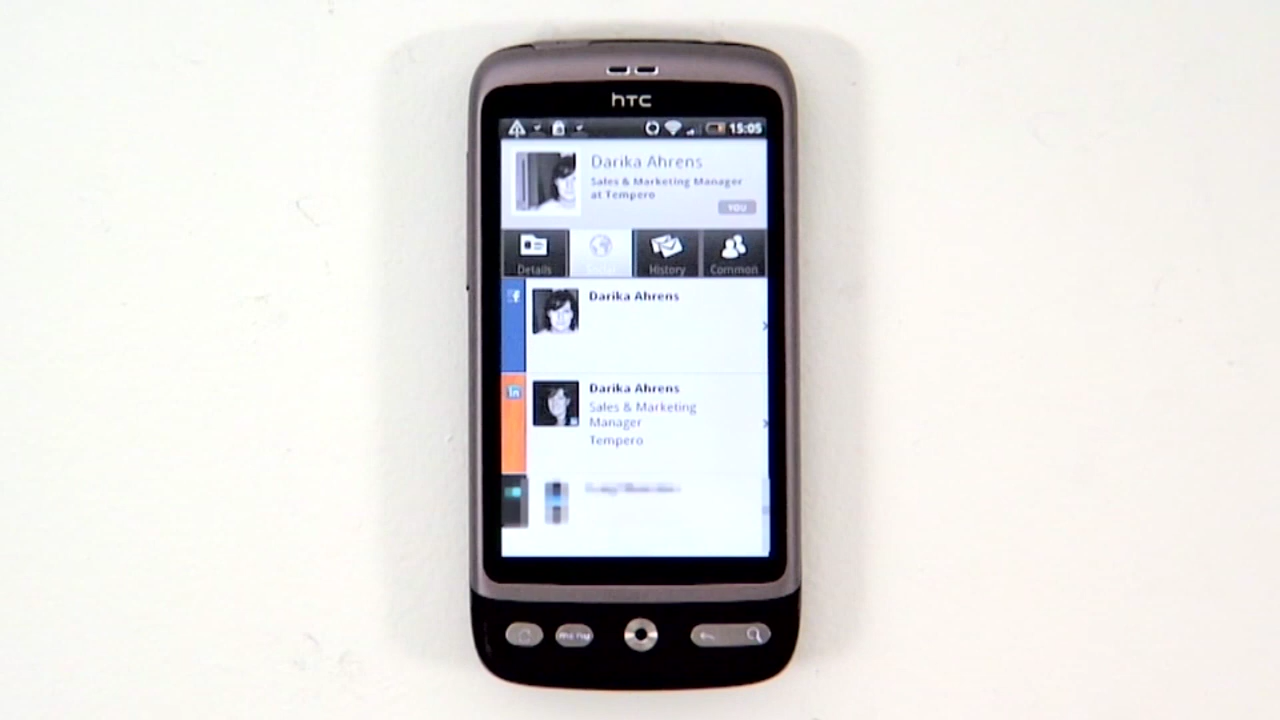 hTC
15:05
Darika Ahrens
Sales & Marketing Manager
at Tempero
YOU
Details
History
Common
f
Darika Ahrens
in
Darika Ahrens
Sales & Marketing
Manager
Tempero